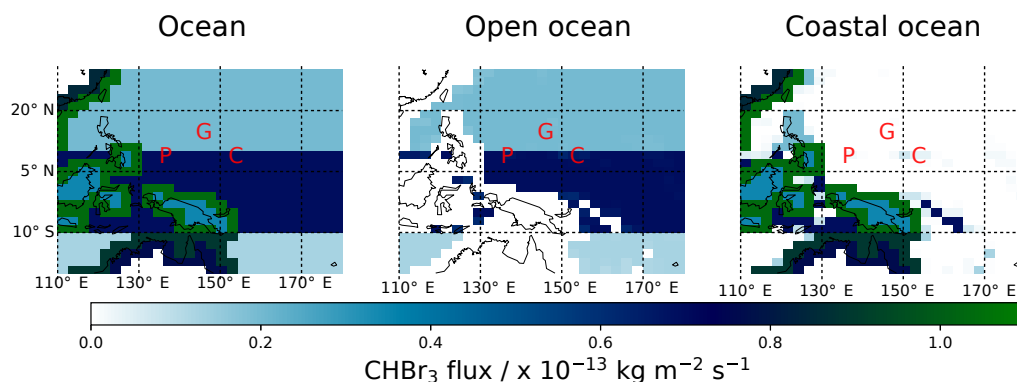 Ocean Open ocean Coastal ocean
20° N
G G G
P C P C P C
5° N
10° S
110° E 130° E 150° E 170° E 110° E 130° E 150° E 170° E 110° E 130° E 150° E 170° E
0.0 0.2 0.4 0.6 0.8 1.0
CHBr₃ flux / x 10⁻¹³ kg m⁻² s⁻¹